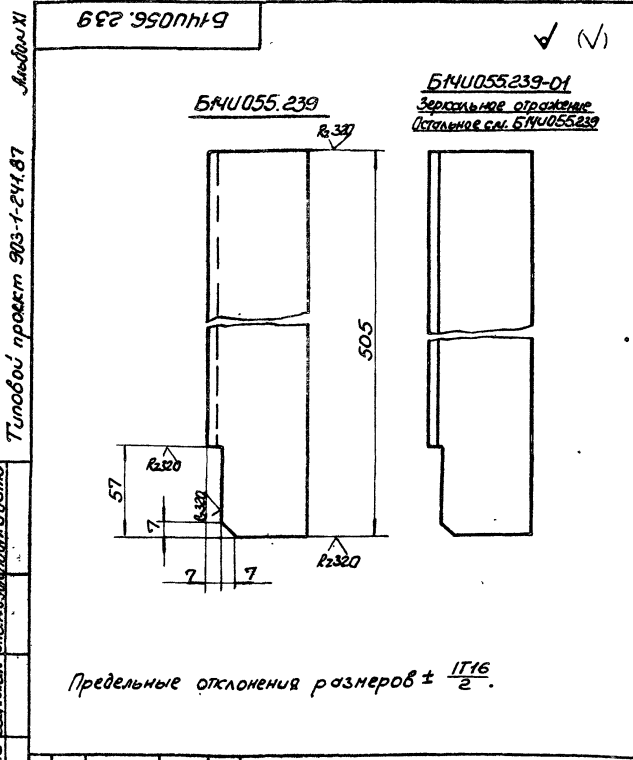 Б14U056.239
Альбом XI
Типовой проект 903-1-241.87
√ (√)
Б14U055.239
Б14U055.239-01
Зеркальное отражение
Остальное см. Б14U055.239
Rz320
505
Rz320
57
Rz320
7
7
7
Rz320
Предельные отклонения размеров ± IT16/2.